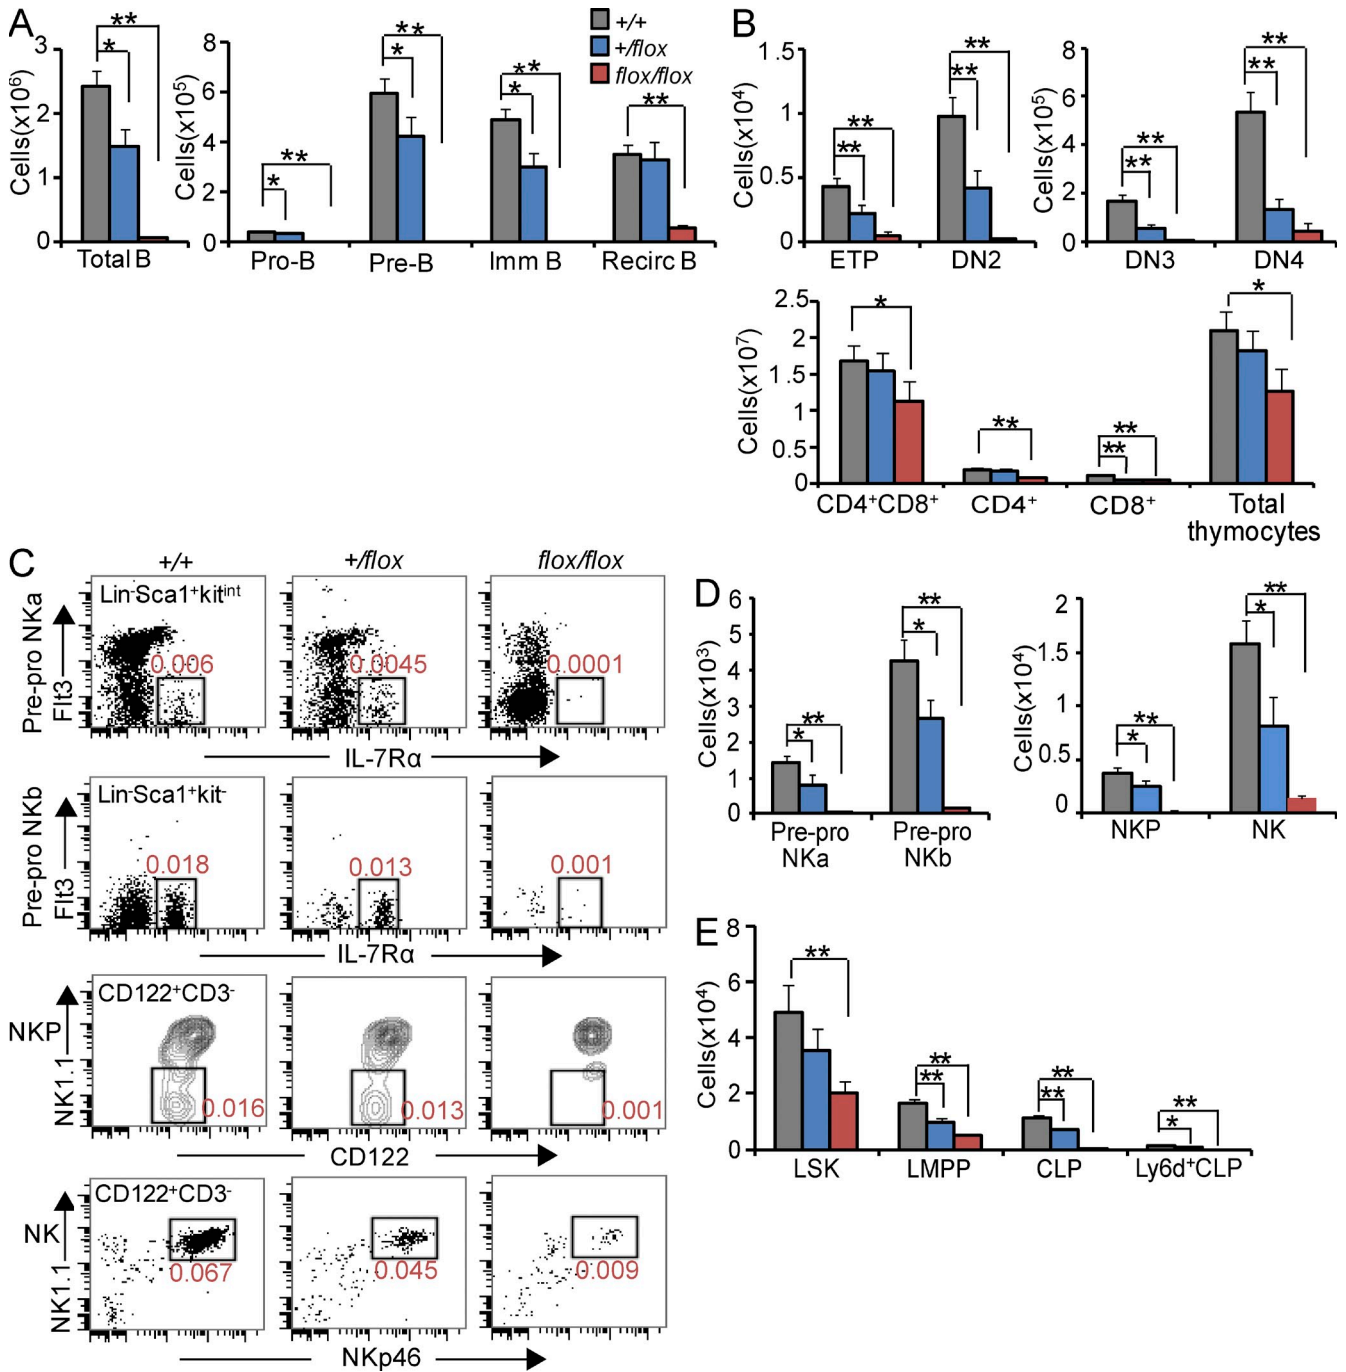 A
+/+
+/flox
flox/flox
Cells(x10⁶)
3
2
1
0
**
*
Total B
Cells(x10⁵)
8
6
4
2
0
**
*
**
*
**
*
**
Pro-B
Pre-B
Imm B
Recirc B
B
Cells(x10⁴)
1.5
1
0.5
0
**
**
**
**
ETP
DN2
Cells(x10⁵)
8
6
4
2
0
**
**
**
**
DN3
DN4
Cells(x10⁷)
2.5
2
1.5
1
0.5
0
*
**
**
**
*
CD4⁺CD8⁺
CD4⁺
CD8⁺
Total
thymocytes
C
+/+
+/flox
flox/flox
Pre-pro NKa
Flt3
Lin⁻Sca1⁺kitⁱⁿᵗ
0.006
0.0045
0.0001
IL-7Rα
Pre-pro NKb
Flt3
Lin⁻Sca1⁺kit⁻
0.018
0.013
0.001
IL-7Rα
NKP
NK1.1
CD122⁺CD3⁻
0.016
0.013
0.001
CD122
NK
NK1.1
CD122⁺CD3⁻
0.067
0.045
0.009
NKp46
D
Cells(x10³)
6
5
4
3
2
1
0
**
*
**
*
Pre-pro
NKa
Pre-pro
NKb
Cells(x10⁴)
2
1.5
1
0.5
0
**
*
**
*
NKP
NK
E
Cells(x10⁴)
8
6
4
2
0
**
**
**
**
**
**
*
LSK
LMPP
CLP
Ly6d⁺CLP